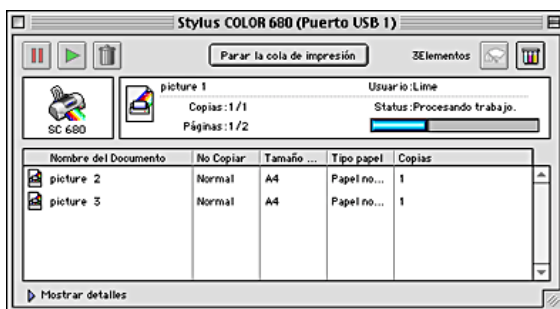 Stylus COLOR 680 (Puerto USB 1)
Parar la cola de impresión 3Elementos
picture 1 Usuario:Lime
Copias:1/1 Status:Procesando trabajo.
SC 680 Páginas:1/2
Nombre del Documento No Copiar Tamaño ... Tipo papel Copias
picture 2 Normal A4 Papel no... 1
picture 3 Normal A4 Papel no... 1
Mostrar detalles